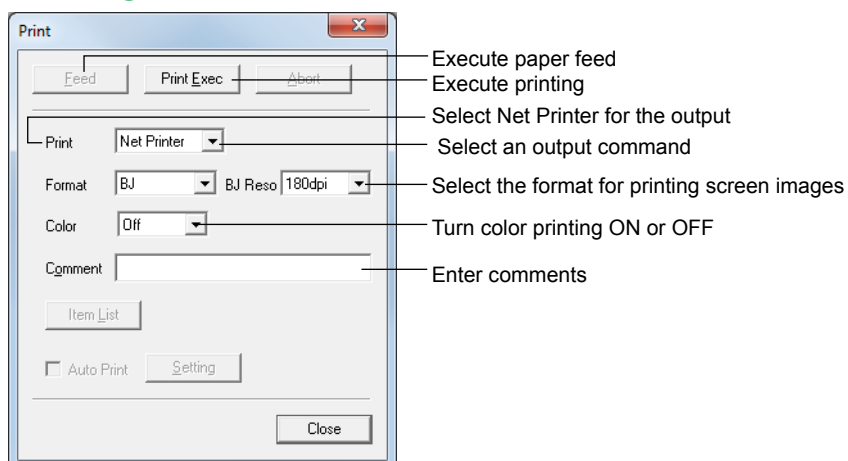 Print
Feed Print Exec Abort
Print Net Printer
Format BJ BJ Reso 180dpi
Color Off
Comment
Item List
Auto Print Setting
Close
Execute paper feed
Execute printing
Select Net Printer for the output
Select an output command
Select the format for printing screen images
Turn color printing ON or OFF
Enter comments